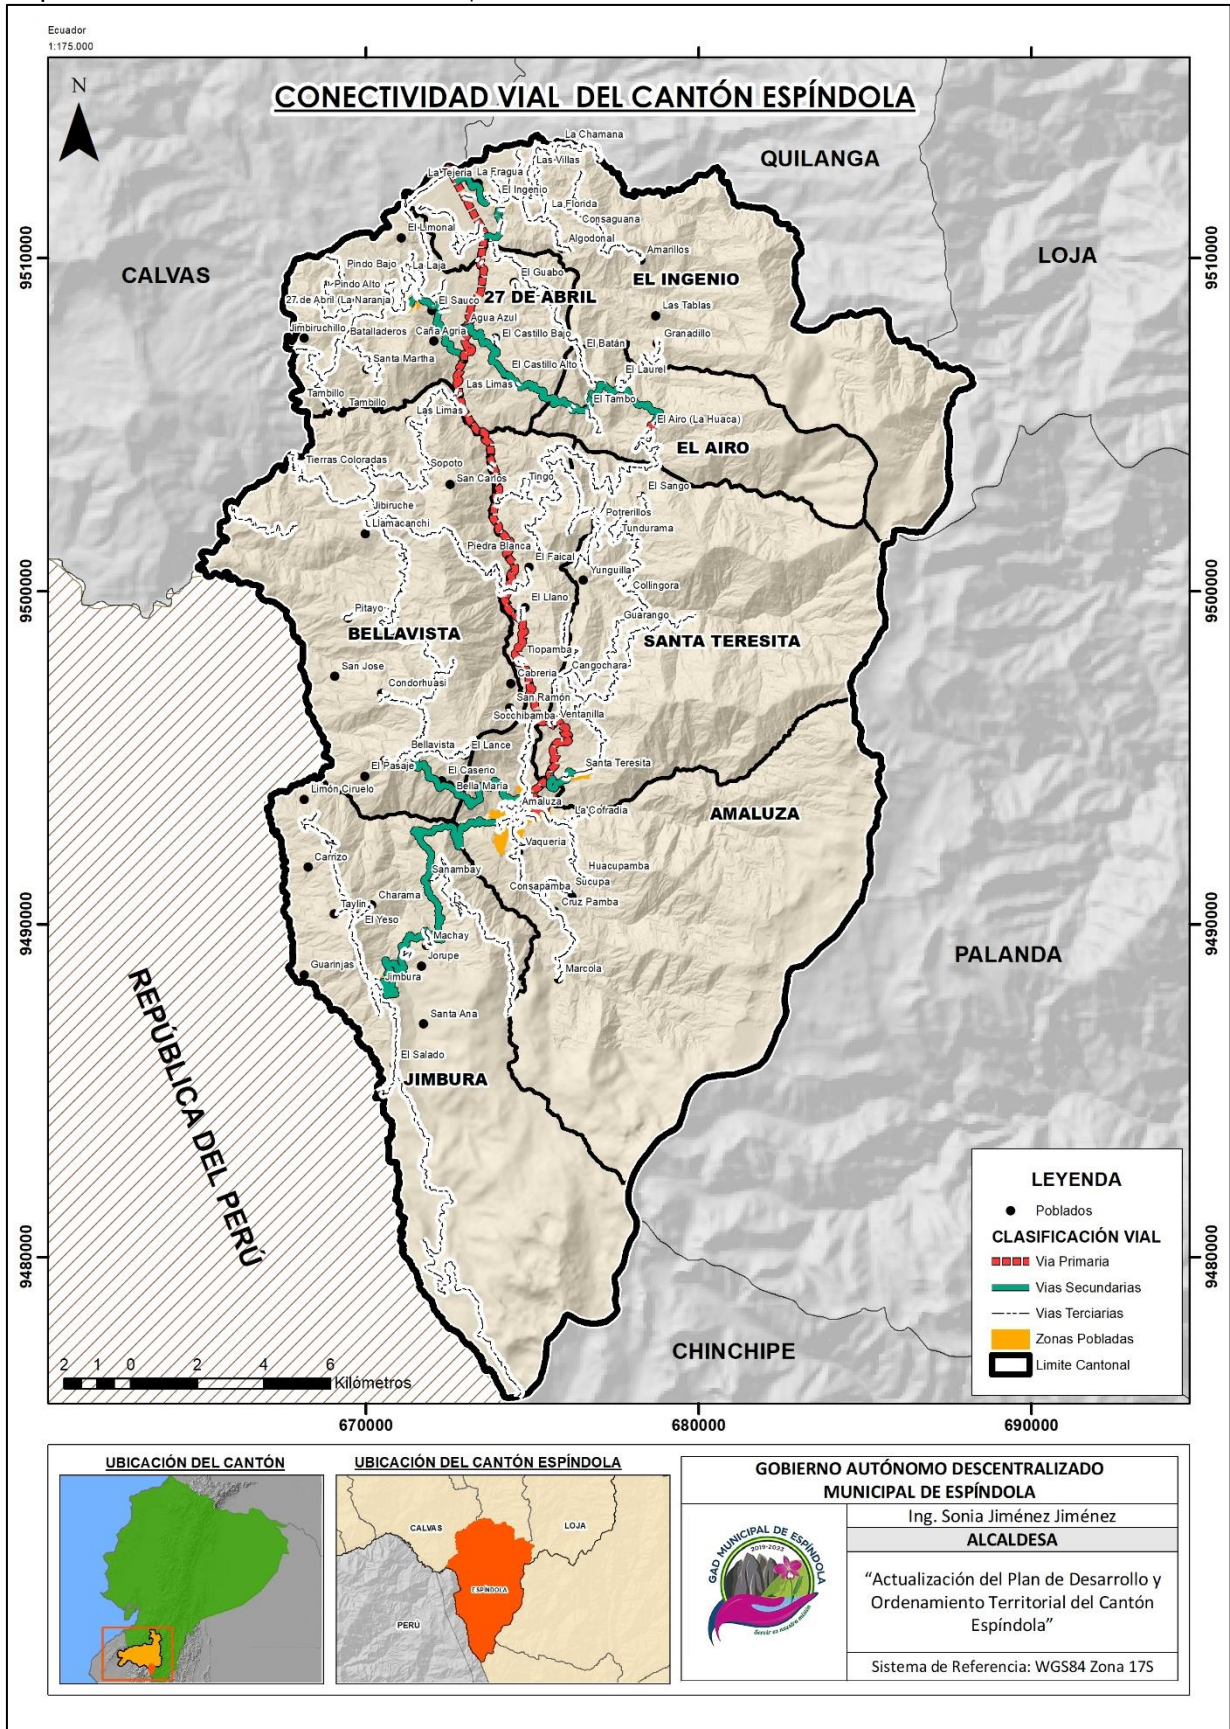 Ecuador
1:175.000
N
CONECTIVIDAD VIAL DEL CANTÓN ESPÍNDOLA
La Chamana
QUILANGA
Las Villas
La Tejeria
La Fragua
El Ingenio
La Florida
Consaguana
El Limonal
Algodonal
Amarillos
LOJA
CALVAS
Pindo Bajo
La Laja
El Guabo
EL INGENIO
Pindo Alto
27 de Abril (La Naranja)
El Sauco
27 DE ABRIL
Las Tablas
Agua Azul
Jimbiruchillo
Batalladeros
Caña Agria
El Castillo Bajo
El Batán
Granadillo
Santa Martha
El Castillo Alto
El Laurel
Las Limas
Tambillo
Tambillo
El Tambo
Las Limas
El Airo (La Huaca)
EL AIRO
Tierras Coloradas
Sopoto
San Carlos
Tingo
El Sango
Jibiruche
Potrerillos
Llamacanchi
Tundurama
Piedra Blanca
El Faical
Yunguilla
Collingora
El Llano
Pitayo
Guarango
BELLAVISTA
SANTA TERESITA
Tiopamba
San Jose
Cabreria
Cangochara
Condorhuasi
San Ramón
Socchibamba
Ventanilla
Bellavista
El Lance
El Pasaje
Santa Teresita
El Caserio
Limón Ciruelo
Bella Maria
Amaluza
La Cofradia
AMALUZA
Vaqueria
Carrizo
Sanambay
Huacupamba
Sucupa
Consapamba
Charama
Cruz Pamba
Taylin
El Yeso
Machay
Jorupe
PALANDA
Guarinjas
Jimbura
Marcola
Santa Ana
El Salado
JIMBURA
REPÚBLICA DEL PERÚ
CHINCHIPE
9510000
9500000
9490000
9480000
9510000
9500000
9490000
9480000
LEYENDA
Poblados
CLASIFICACIÓN VIAL
Via Primaria
Vias Secundarias
Vias Terciarias
Zonas Pobladas
Limite Cantonal
2 1 0 2 4 6
Kilómetros
670000 680000 690000
UBICACIÓN DEL CANTÓN
UBICACIÓN DEL CANTÓN ESPÍNDOLA
CALVAS
LOJA
ESPÍNDOLA
PERÚ
GOBIERNO AUTÓNOMO DESCENTRALIZADO
MUNICIPAL DE ESPÍNDOLA
Ing. Sonia Jiménez Jiménez
ALCALDESA
GAD MUNICIPAL DE ESPÍNDOLA
Servir es nuestra misión
“Actualización del Plan de Desarrollo y
Ordenamiento Territorial del Cantón
Espíndola”
Sistema de Referencia: WGS84 Zona 17S